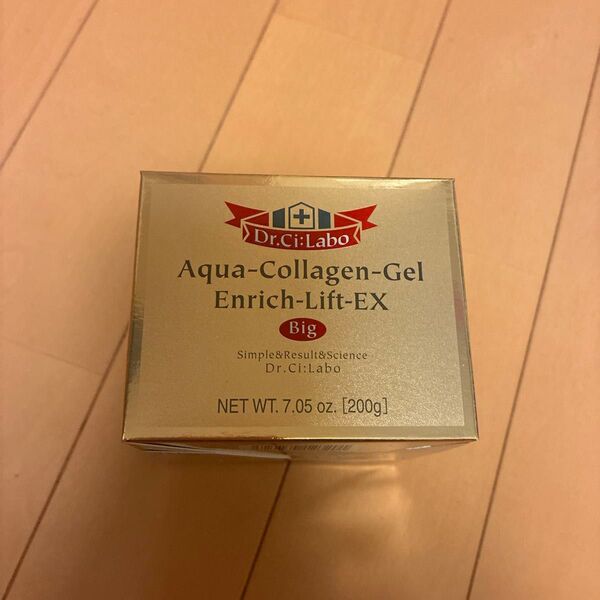 Dr.Ci:Labo
Aqua-Collagen-Gel
Enrich-Lift-EX
Big
Simple&Result&Science
Dr.Ci:Labo
NET WT. 7.05 oz. [200g]